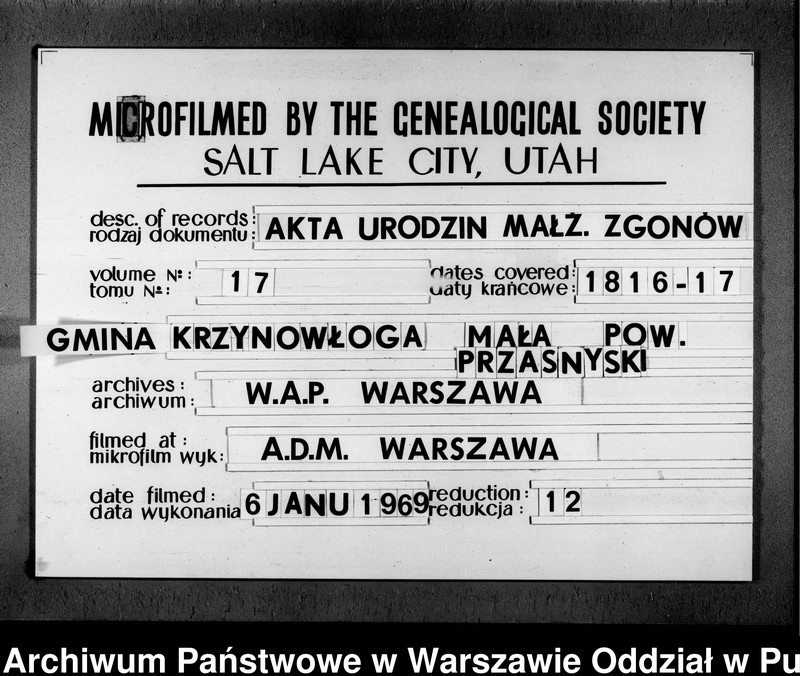 MICROFILMED BY THE GENEALOGICAL SOCIETY
SALT LAKE CITY, UTAH
desc. of records:
rodzaj dokumentu: AKTA URODZIN MAŁŻ. ZGONÓW
volume №: dates covered:
tomu №: 17 daty krańcowe: 1816-17
GMINA KRZYNOWŁOGA MAŁA POW.
PRZASNYSKI
archives:
archiwum: W.A.P. WARSZAWA
filmed at:
mikrofilm wyk: A.D.M. WARSZAWA
date filmed: reduction:
data wykonania 6 JANU 1969 redukcja: 12
Archiwum Państwowe w Warszawie Oddział w Pu